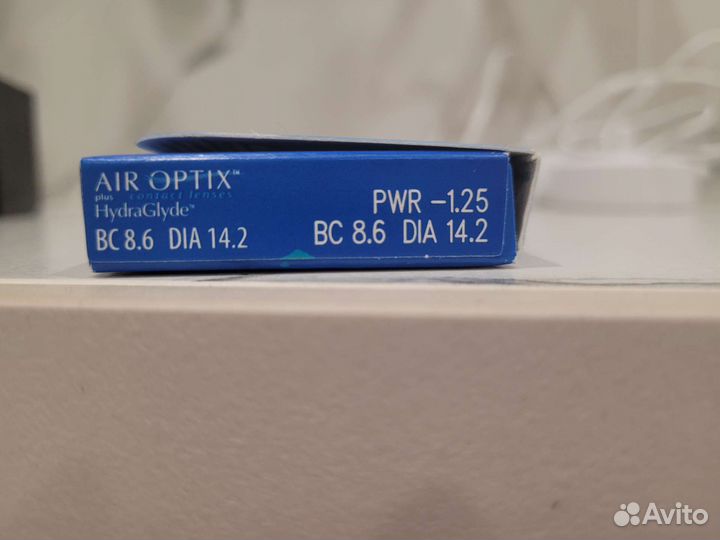 AIR OPTIX™
plus contact lenses
HydraGlyde™
BC 8.6 DIA 14.2
PWR -1.25
BC 8.6 DIA 14.2
Avito